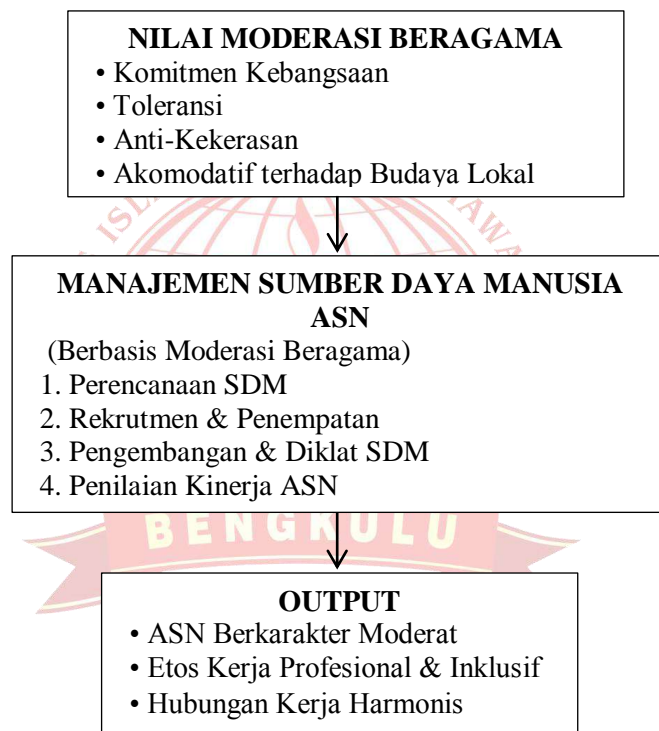 NILAI MODERASI BERAGAMA
• Komitmen Kebangsaan
• Toleransi
• Anti-Kekerasan
• Akomodatif terhadap Budaya Lokal
MANAJEMEN SUMBER DAYA MANUSIA
ASN
(Berbasis Moderasi Beragama)
1. Perencanaan SDM
2. Rekrutmen & Penempatan
3. Pengembangan & Diklat SDM
4. Penilaian Kinerja ASN
BENGKULU
OUTPUT
• ASN Berkarakter Moderat
• Etos Kerja Profesional & Inklusif
• Hubungan Kerja Harmonis